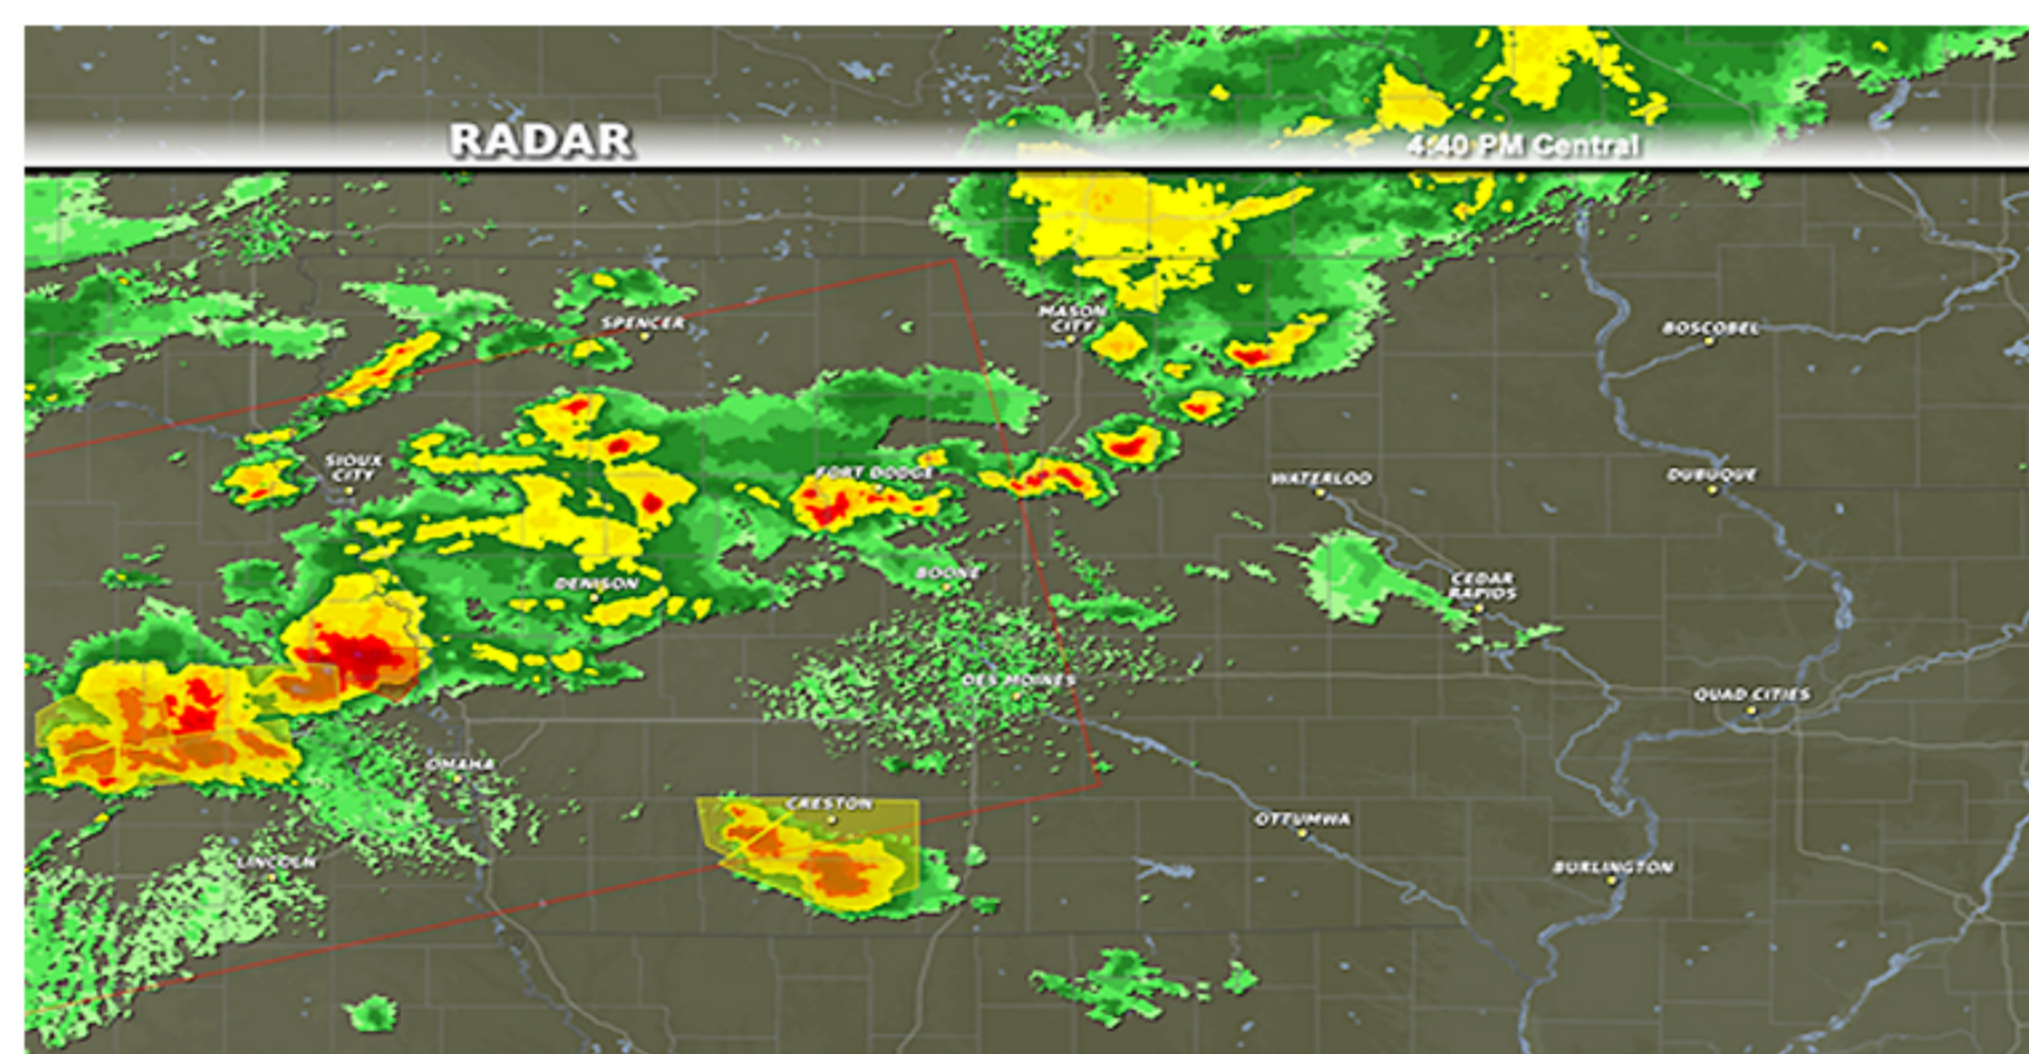 RADAR
4:40 PM Central
SPENCER
MASON
CITY
BOSCOBEL
SIOUX
CITY
FORT DODGE
WATERLOO
DUBUQUE
DENISON
BOONE
CEDAR
RAPIDS
DES MOINES
QUAD CITIES
OMAHA
CRESTON
OTTUMWA
LINCOLN
BURLINGTON